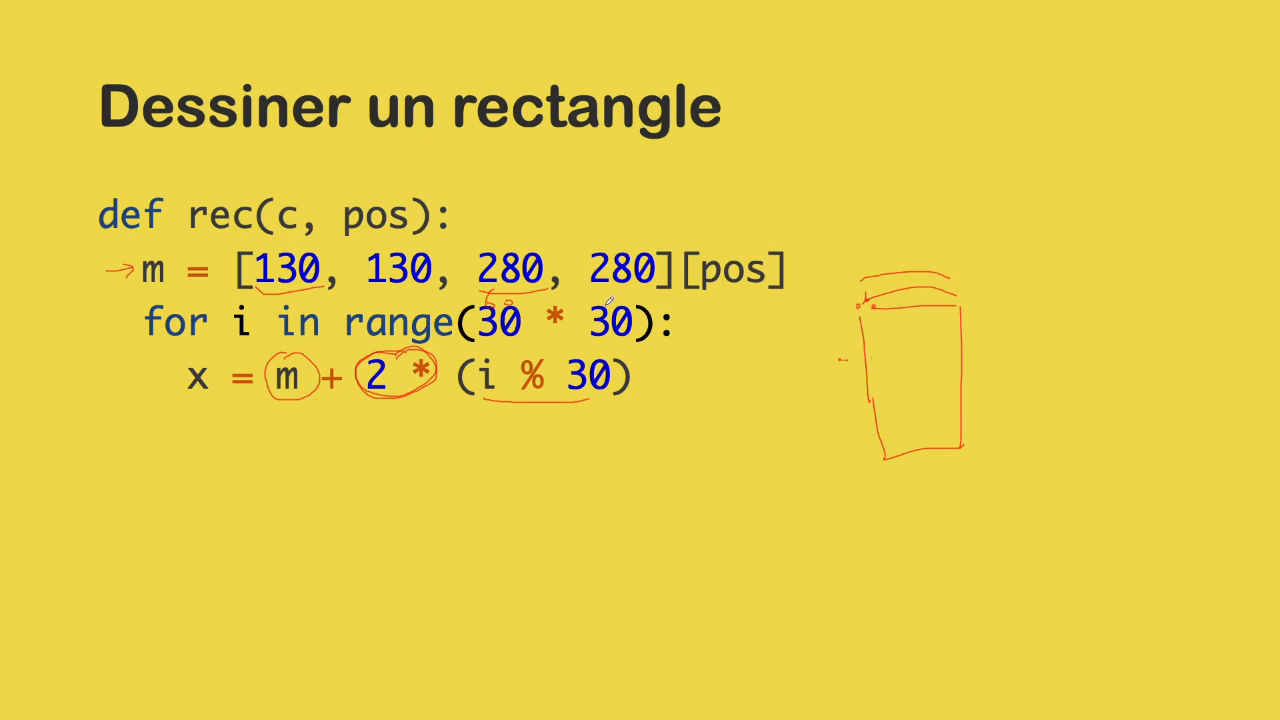 Dessiner un rectangle
def rec(c, pos):
m = [130, 130, 280, 280][pos]
for i in range(30 * 30):
x = m + 2 * (i % 30)